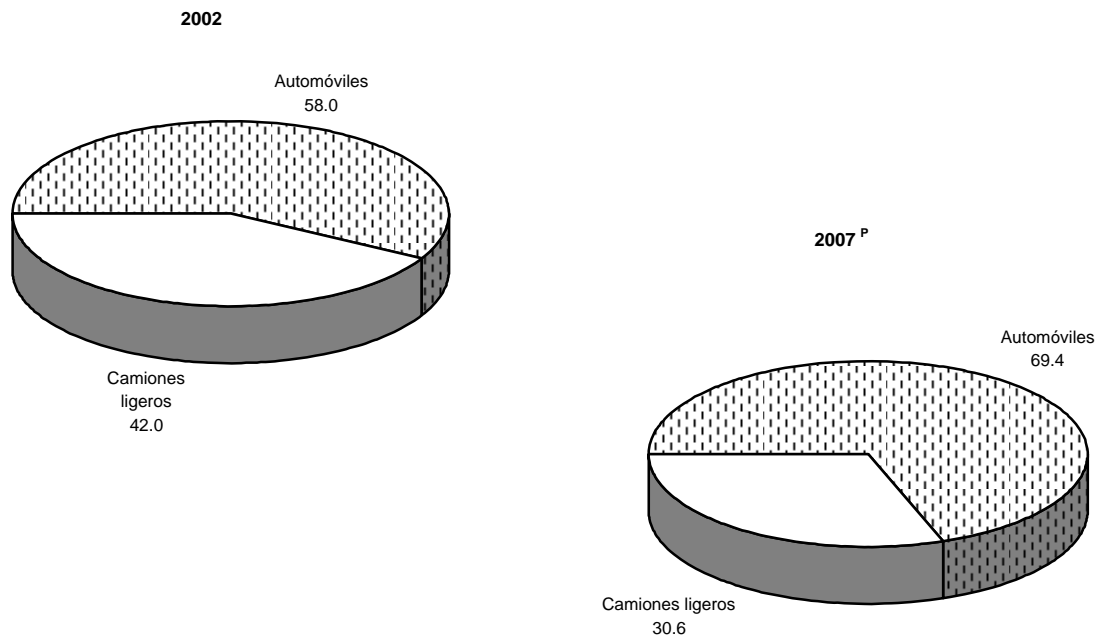 2002
Automóviles
58.0
Camiones
ligeros
42.0
2007 P
Automóviles
69.4
Camiones ligeros
30.6